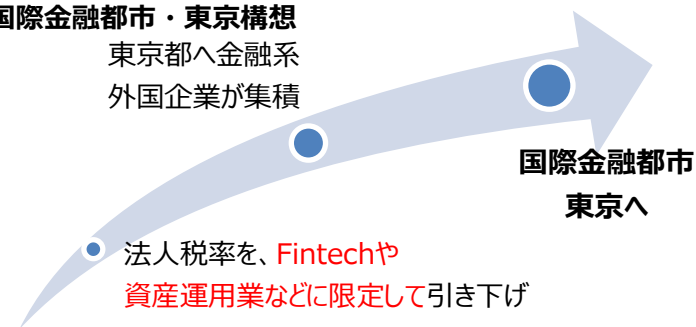 国際金融都市・東京構想
東京都へ金融系
外国企業が集積
国際金融都市
東京へ
法人税率を、Fintechや
資産運用業などに限定して引き下げ